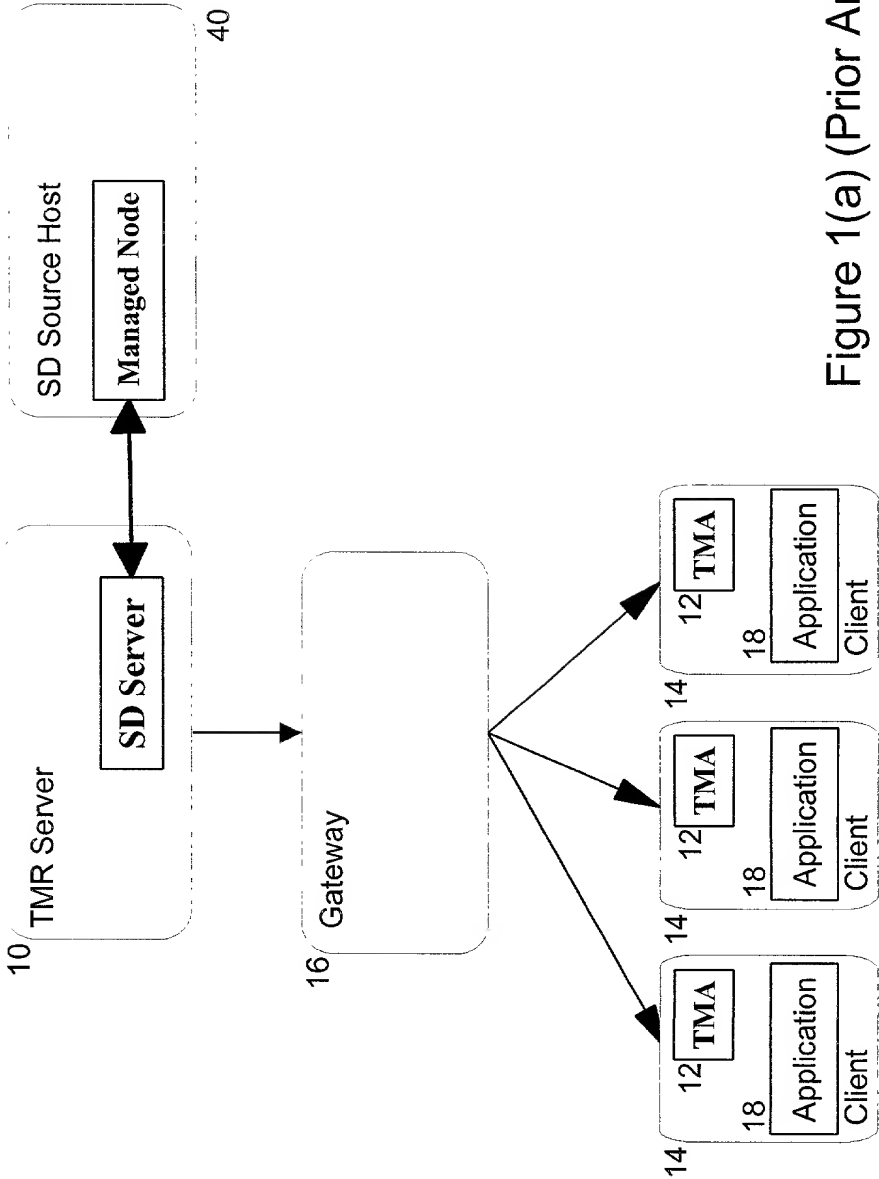 10
TMR Server
SD Server
SD Source Host
Managed Node
40
16
Gateway
14
12
TMA
18
Application
Client
14
12
TMA
18
Application
Client
14
12
TMA
18
Application
Client
Figure 1(a) (Prior Ar